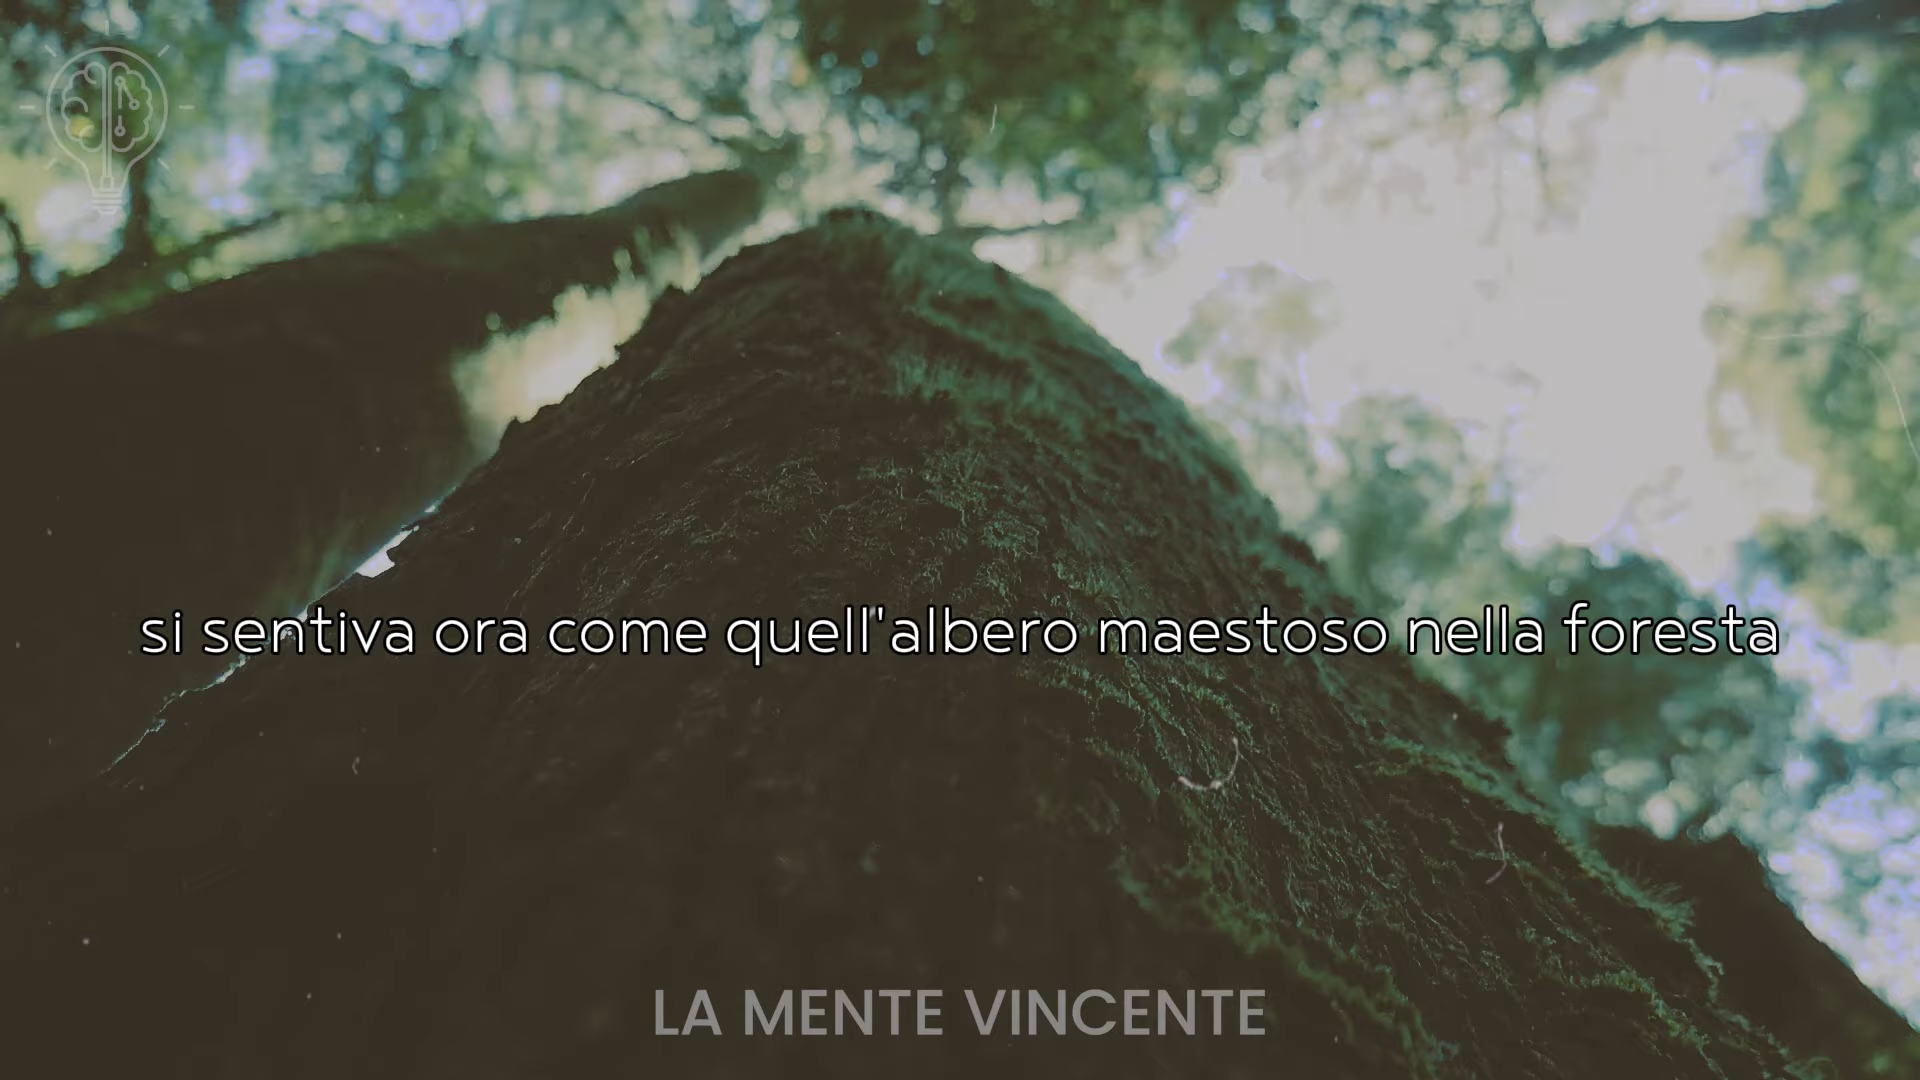 si sentiva ora come quell'albero maestoso nella foresta
LA MENTE VINCENTE